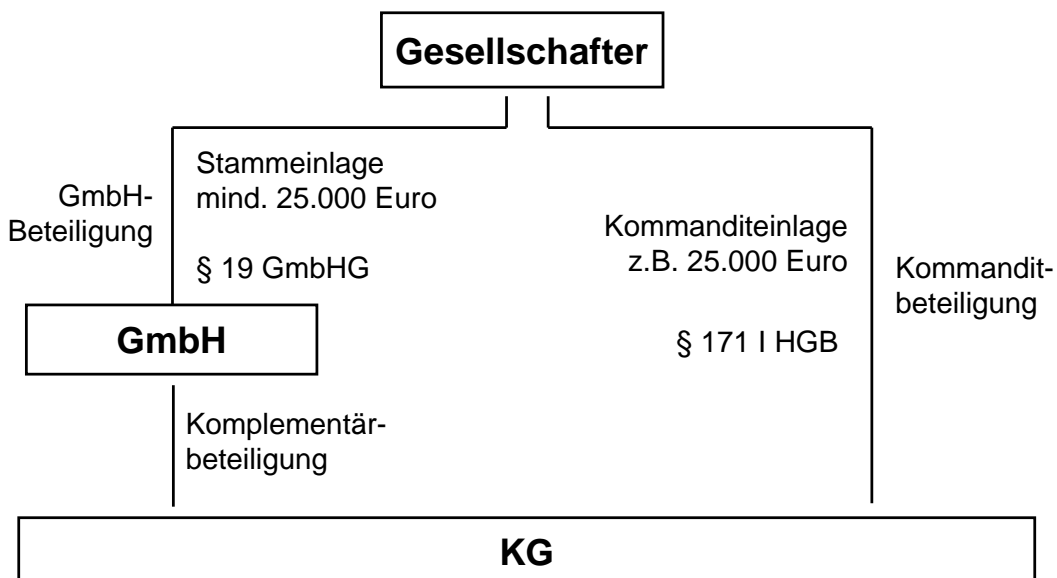 Gesellschafter
GmbH-
Beteiligung
Stammeinlage
mind. 25.000 Euro
§ 19 GmbHG
Kommanditeinlage
z.B. 25.000 Euro
§ 171 I HGB
Kommandit-
beteiligung
GmbH
Komplementär-
beteiligung
KG